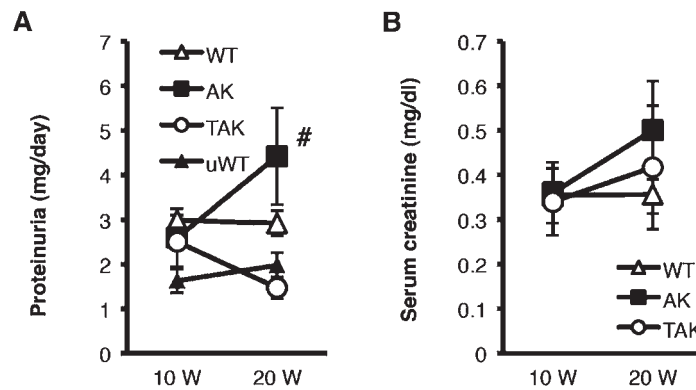 A
Proteinuria (mg/day)
7
6
5
4
3
2
1
0
WT
AK
TAK
uWT
#
10 W 20 W
B
Serum creatinine (mg/dl)
0.7
0.6
0.5
0.4
0.3
0.2
0.1
0
WT
AK
TAK
10 W 20 W